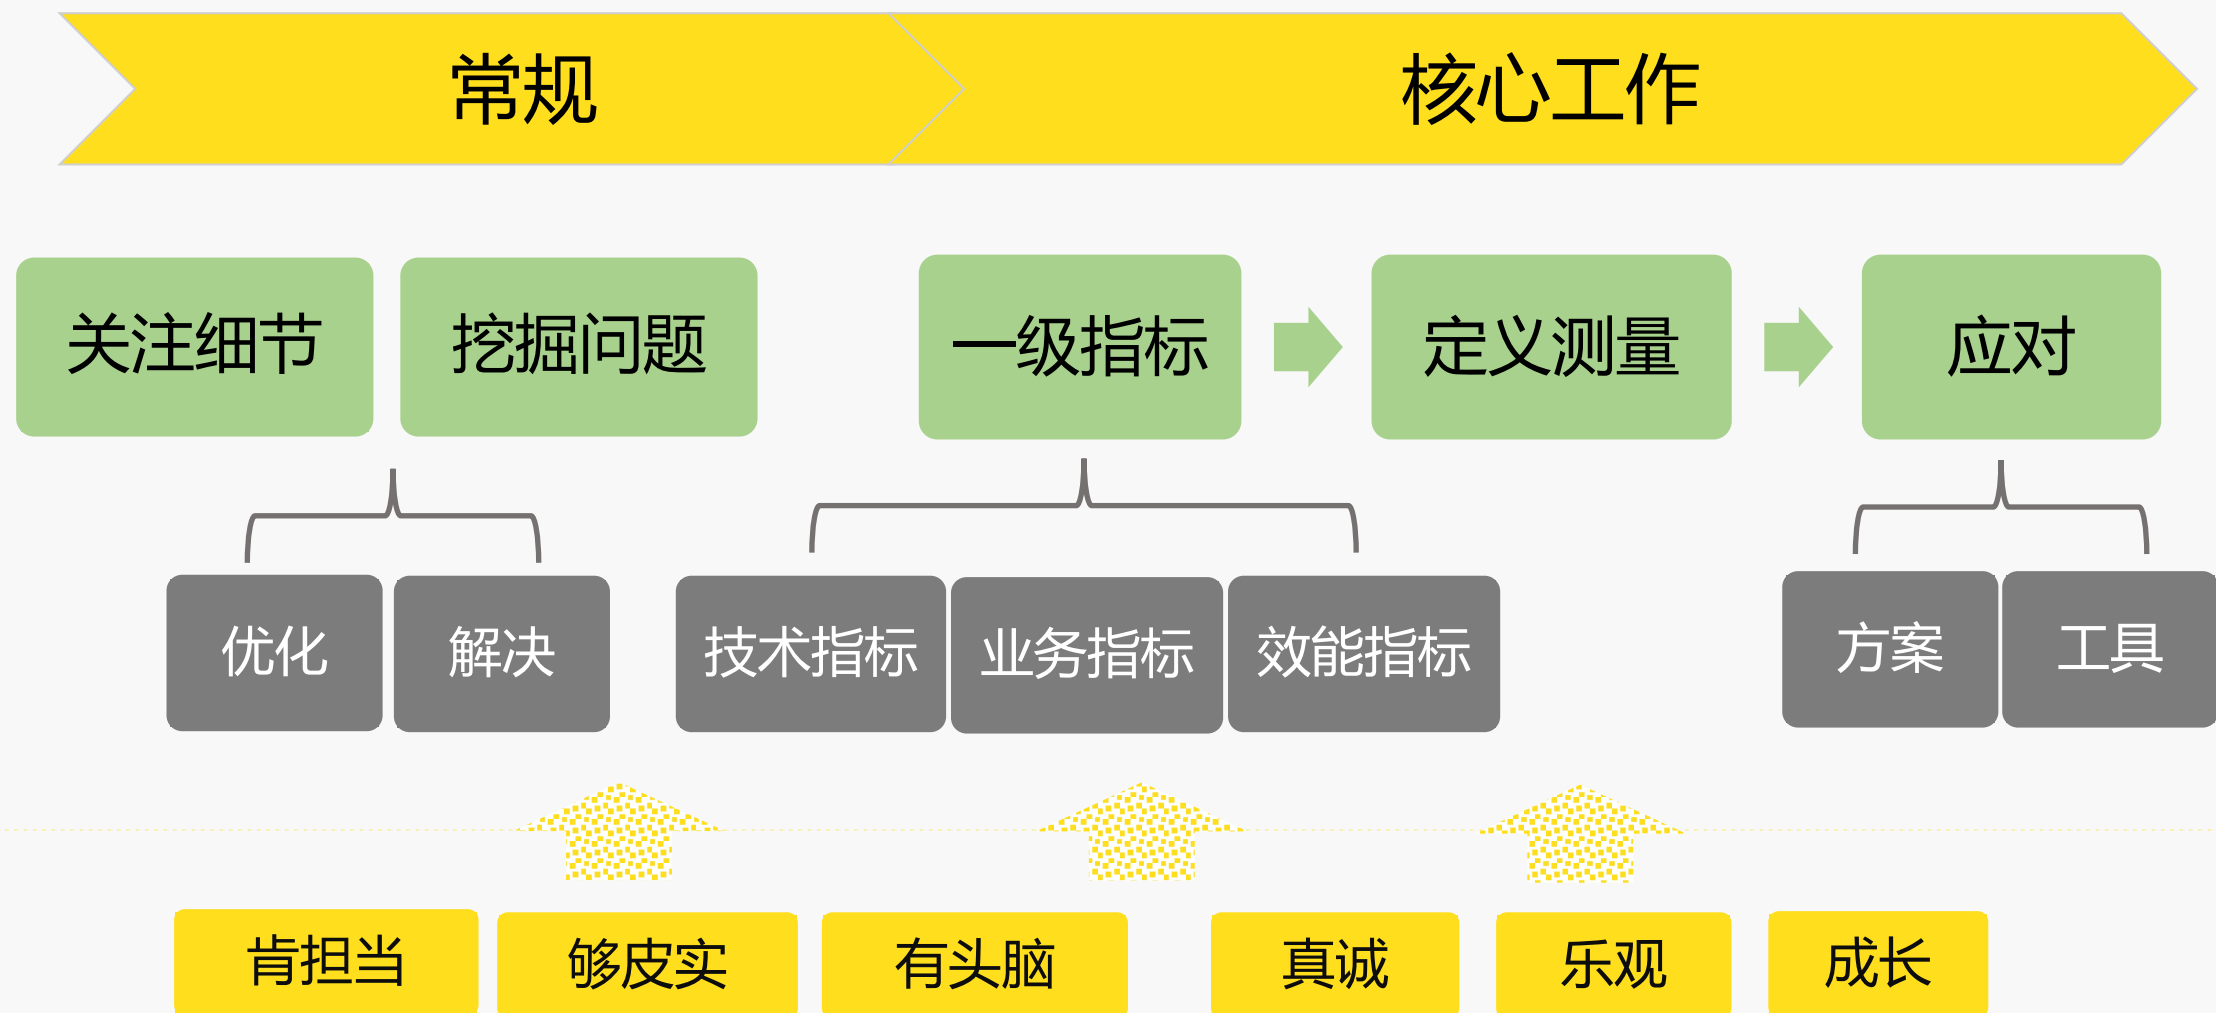 常规
核心工作
关注细节
挖掘问题
一级指标
定义测量
应对
优化
解决
技术指标
业务指标
效能指标
方案
工具
肯担当
够皮实
有头脑
真诚
乐观
成长